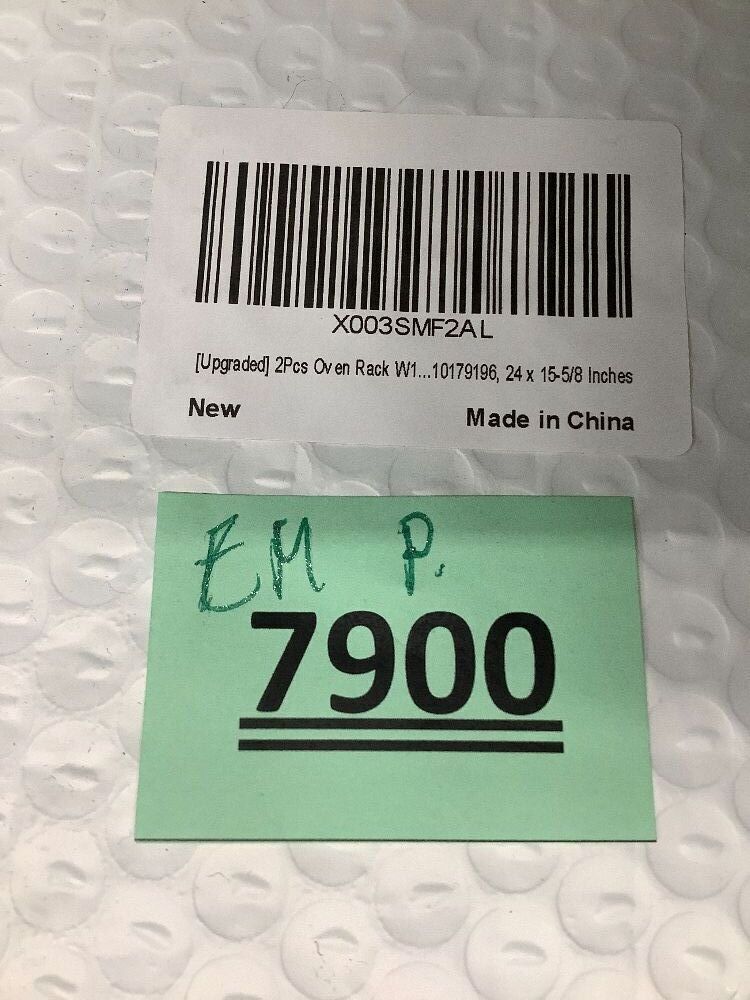 X003SMF2AL
[Upgraded] 2Pcs Oven Rack W1...10179196, 24 x 15-5/8 Inches
New Made in China
EM P.
7900